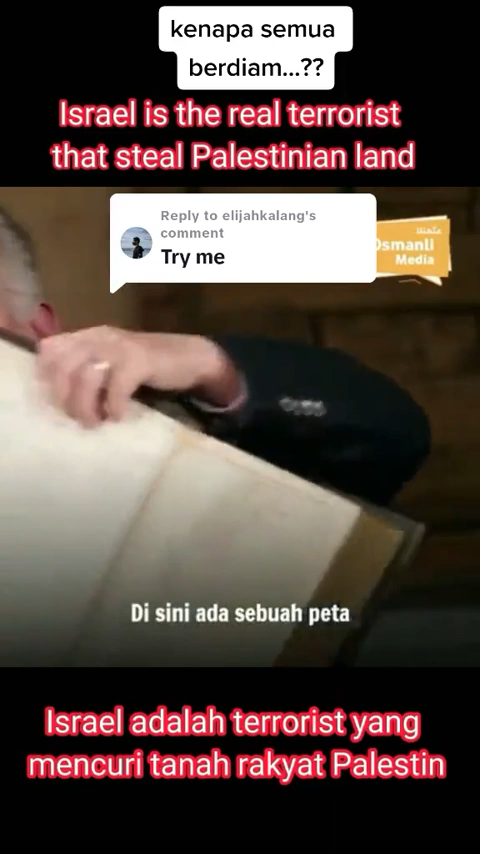 kenapa semua
berdiam...??
Israel is the real terrorist
that steal Palestinian land
Reply to elijahkalang's
comment
Try me
Osmanli
Media
Di sini ada sebuah peta
Israel adalah terrorist yang
mencuri tanah rakyat Palestin